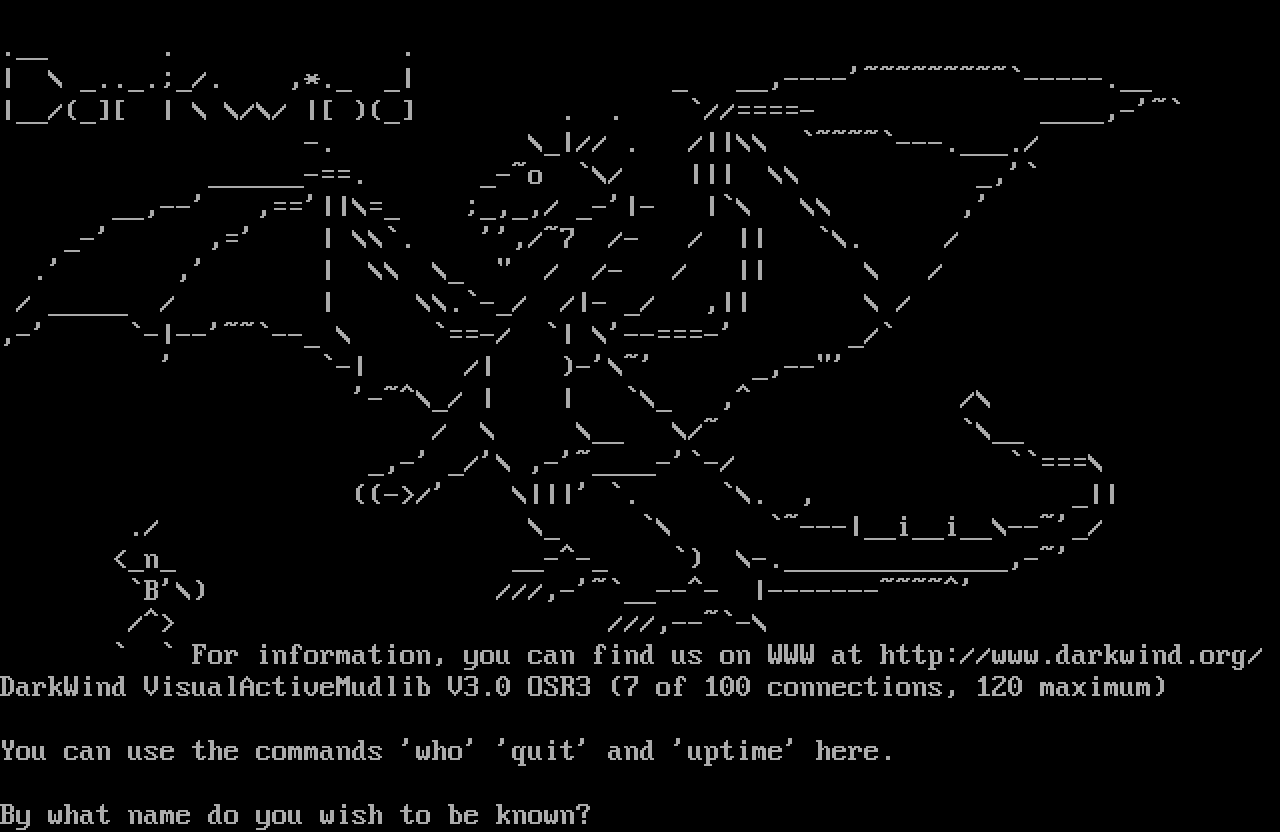 DarkWind
For information, you can find us on WWW at http://www.darkwind.org/
DarkWind VisualActiveMudlib V3.0 OSR3 (7 of 100 connections, 120 maximum)
You can use the commands 'who' 'quit' and 'uptime' here.
By what name do you wish to be known?